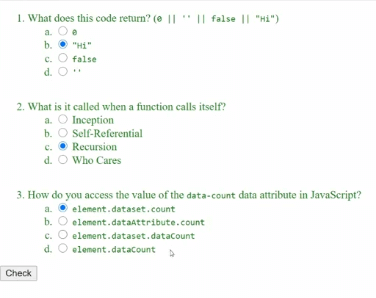 1. What does this code return? (0 || '' || false || "Hi")
a. 0
b. "Hi"
c. false
d. ''
2. What is it called when a function calls itself?
a. Inception
b. Self-Referential
c. Recursion
d. Who Cares
3. How do you access the value of the data-count data attribute in JavaScript?
a. element.dataset.count
b. element.dataAttribute.count
c. element.dataset.dataCount
d. element.dataCount
Check